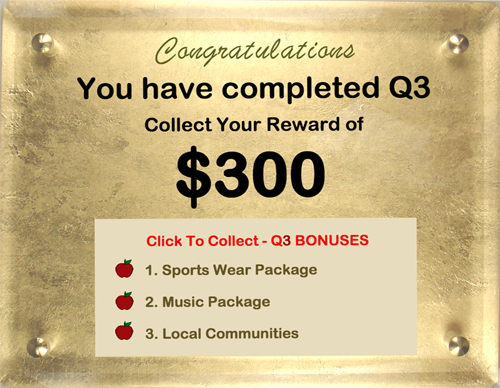 Congratulations
You have completed Q3
Collect Your Reward of
$300
Click To Collect - Q3 BONUSES
1. Sports Wear Package
2. Music Package
3. Local Communities